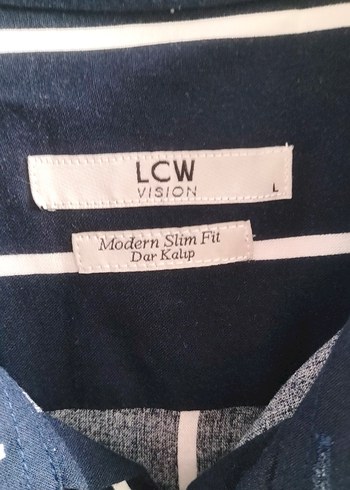 LCW
VISION
L
Modern Slim Fit
Dar Kalıp